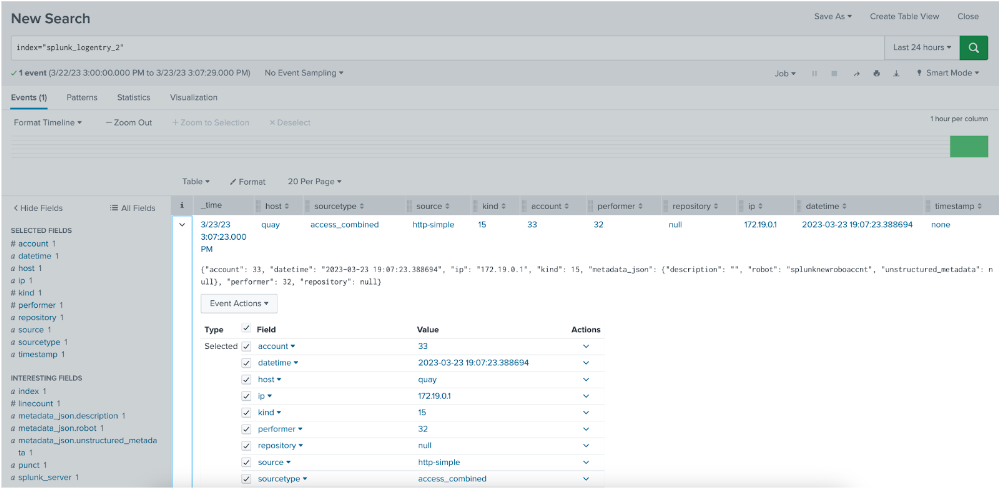 New Search
Save As
Create Table View
Close
index="splunk_logentry_2"
Last 24 hours
✓ 1 event (3/22/23 3:00:00.000 PM to 3/23/23 3:07:29.000 PM)
No Event Sampling
Job
Smart Mode
Events (1)
Patterns
Statistics
Visualization
Format Timeline
— Zoom Out
+ Zoom to Selection
× Deselect
1 hour per column
Table
Format
20 Per Page
< Hide Fields
All Fields
i
_time
host
sourcetype
source
kind
account
performer
repository
ip
datetime
timestamp
SELECTED FIELDS
# account 1
a datetime 1
a host 1
a ip 1
# kind 1
# performer 1
a repository 1
a source 1
a sourcetype 1
a timestamp 1
INTERESTING FIELDS
a index 1
# linecount 1
a metadata_json.description 1
a metadata_json.robot 1
a metadata_json.unstructured_metada
ta 1
a punct 1
a splunk_server 1
3/23/23
3:07:23.000
PM
quay
access_combined
http-simple
15
33
32
null
172.19.0.1
2023-03-23 19:07:23.388694
none
{"account": 33, "datetime": "2023-03-23 19:07:23.388694", "ip": "172.19.0.1", "kind": 15, "metadata_json": {"description": "", "robot": "splunknewroboaccnt", "unstructured_metadata": n
ull}, "performer": 32, "repository": null}
Event Actions
Type
Field
Value
Actions
Selected
account
33
datetime
2023-03-23 19:07:23.388694
host
quay
ip
172.19.0.1
kind
15
performer
32
repository
null
source
http-simple
sourcetype
access_combined